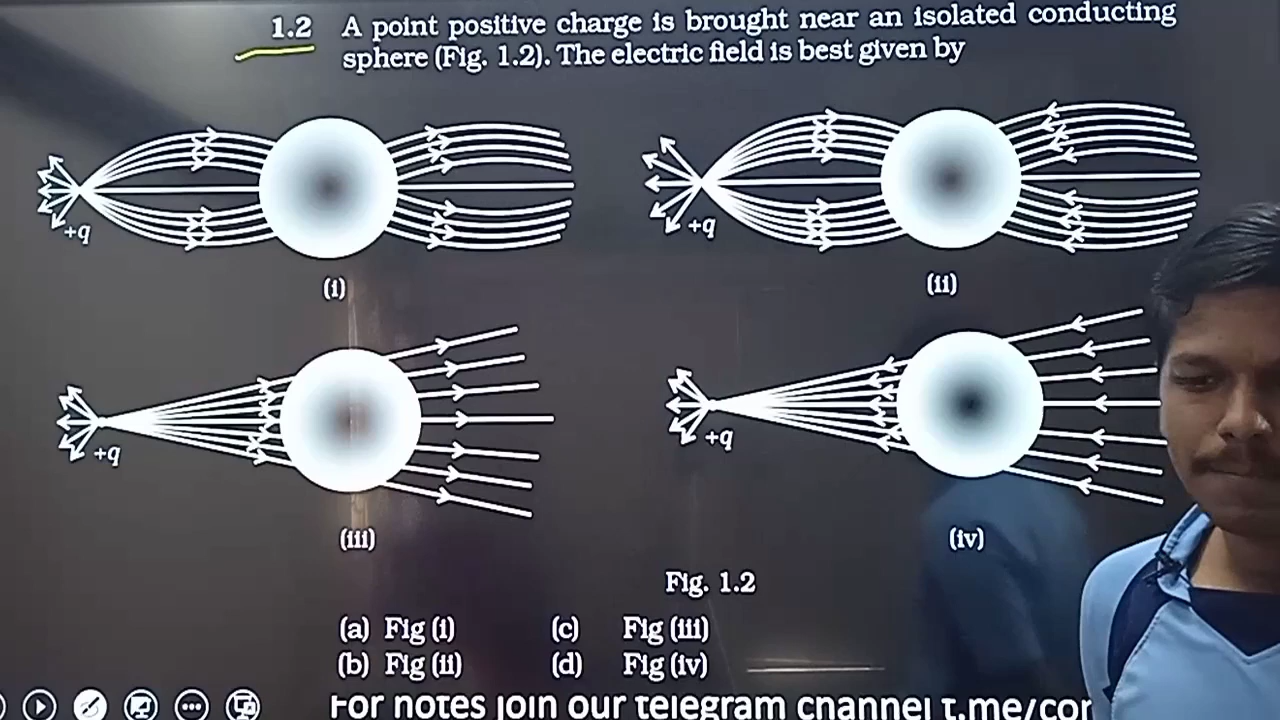 1.2 A point positive charge is brought near an isolated conducting
sphere (Fig. 1.2). The electric field is best given by
+q
+q
(i)
(ii)
+q
+q
(iii)
(iv)
Fig. 1.2
(a) Fig (i) (c) Fig (iii)
(b) Fig (ii) (d) Fig (iv)
For notes join our telegram channel t.me/